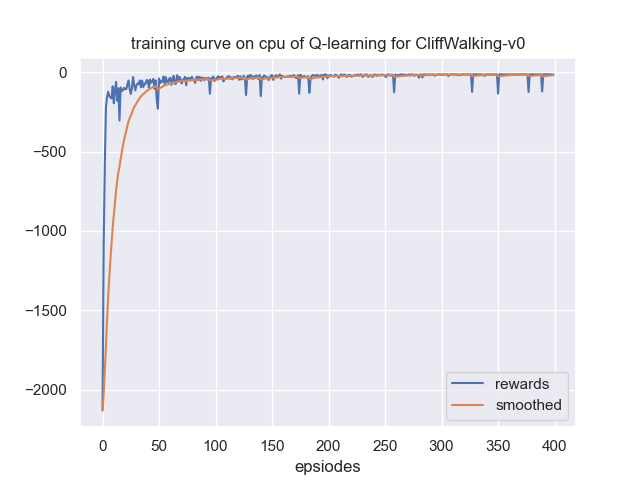 training curve on cpu of Q-learning for CliffWalking-v0
0
−500
−1000
−1500
−2000
0 50 100 150 200 250 300 350 400
epsiodes
rewards
smoothed